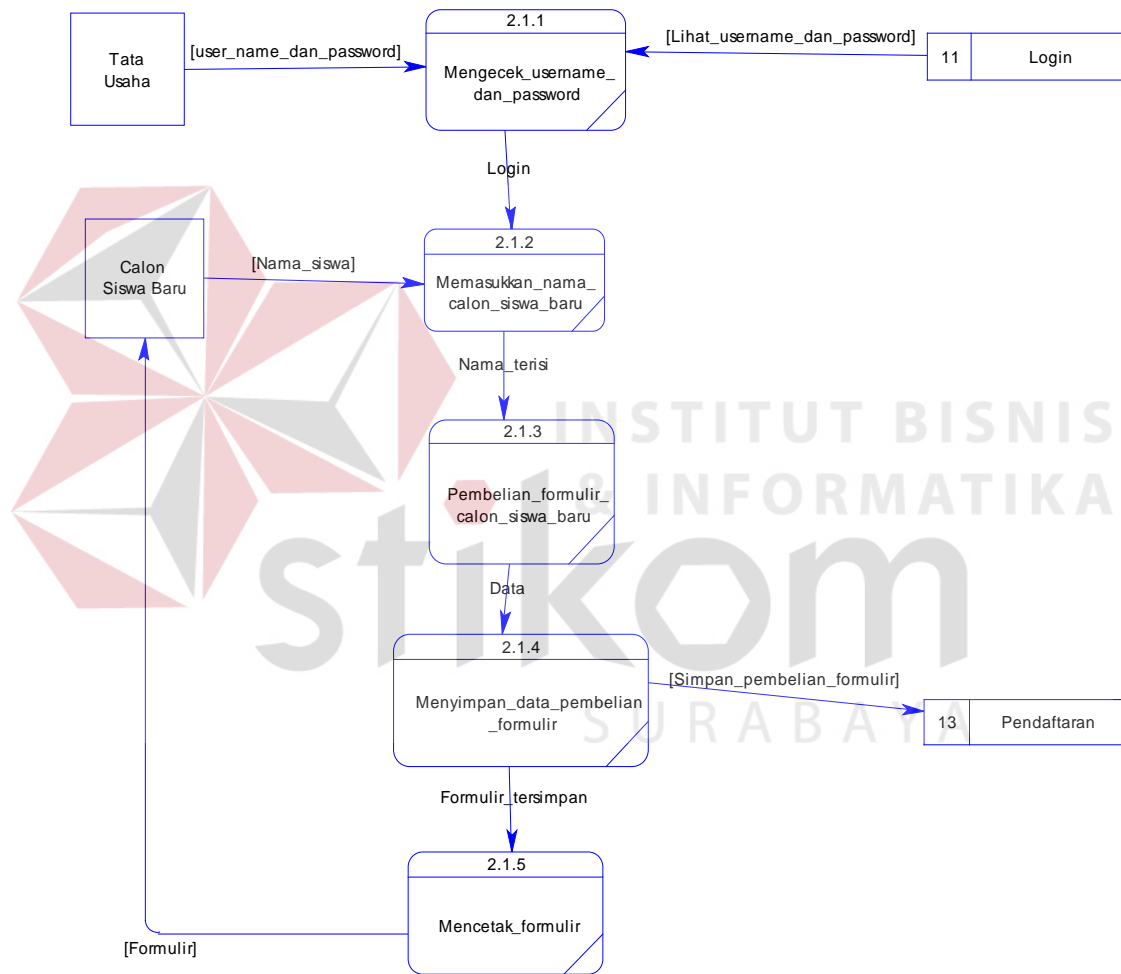 2.1.1
Tata
Usaha
[user_name_dan_password]
Mengecek_username_
dan_password
[Lihat_username_dan_password]
11
Login
Login
Calon
Siswa Baru
[Nama_siswa]
2.1.2
Memasukkan_nama_
calon_siswa_baru
Nama_terisi
2.1.3
Pembelian_formulir_
calon_siswa_baru
INSTITUT BISNIS
& INFORMATIKA
stikom
SURABAYA
Data
2.1.4
Menyimpan_data_pembelian
_formulir
[Simpan_pembelian_formulir]
13
Pendaftaran
Formulir_tersimpan
2.1.5
Mencetak_formulir
[Formulir]